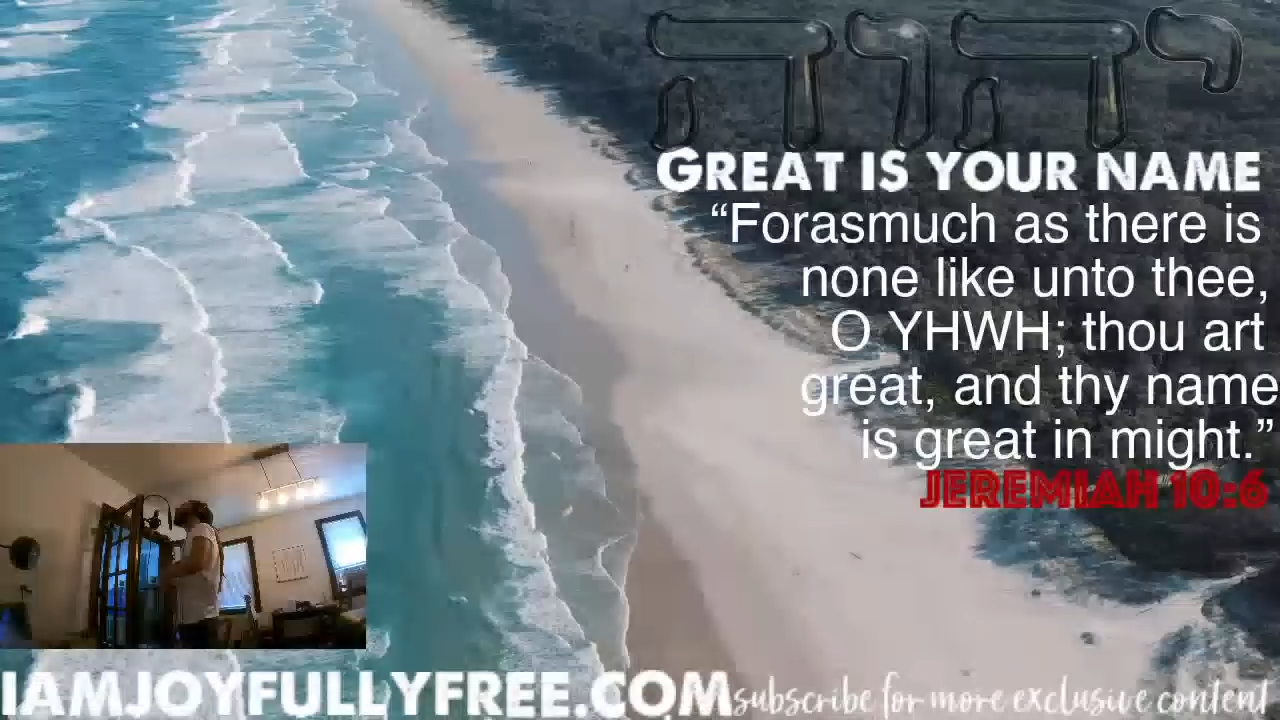 יהוה
GREAT IS YOUR NAME
“Forasmuch as there is
none like unto thee,
O YHWH; thou art
great, and thy name
is great in might.”
JEREMIAH 10:6
IAMJOYFULLYFREE.COM subscribe for more exclusive content